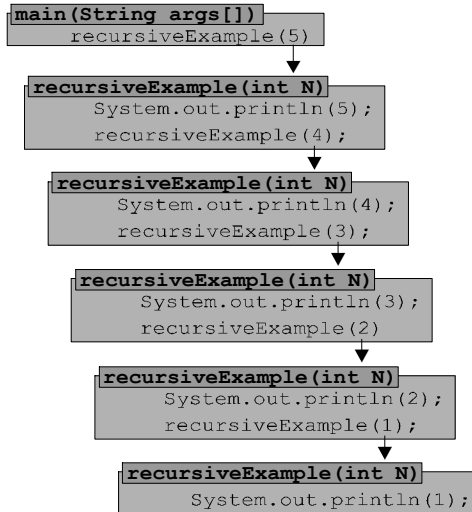 main(String args[])
recursiveExample(5)
recursiveExample(int N)
System.out.println(5);
recursiveExample(4);
recursiveExample(int N)
System.out.println(4);
recursiveExample(3);
recursiveExample(int N)
System.out.println(3);
recursiveExample(2)
recursiveExample(int N)
System.out.println(2);
recursiveExample(1);
recursiveExample(int N)
System.out.println(1);